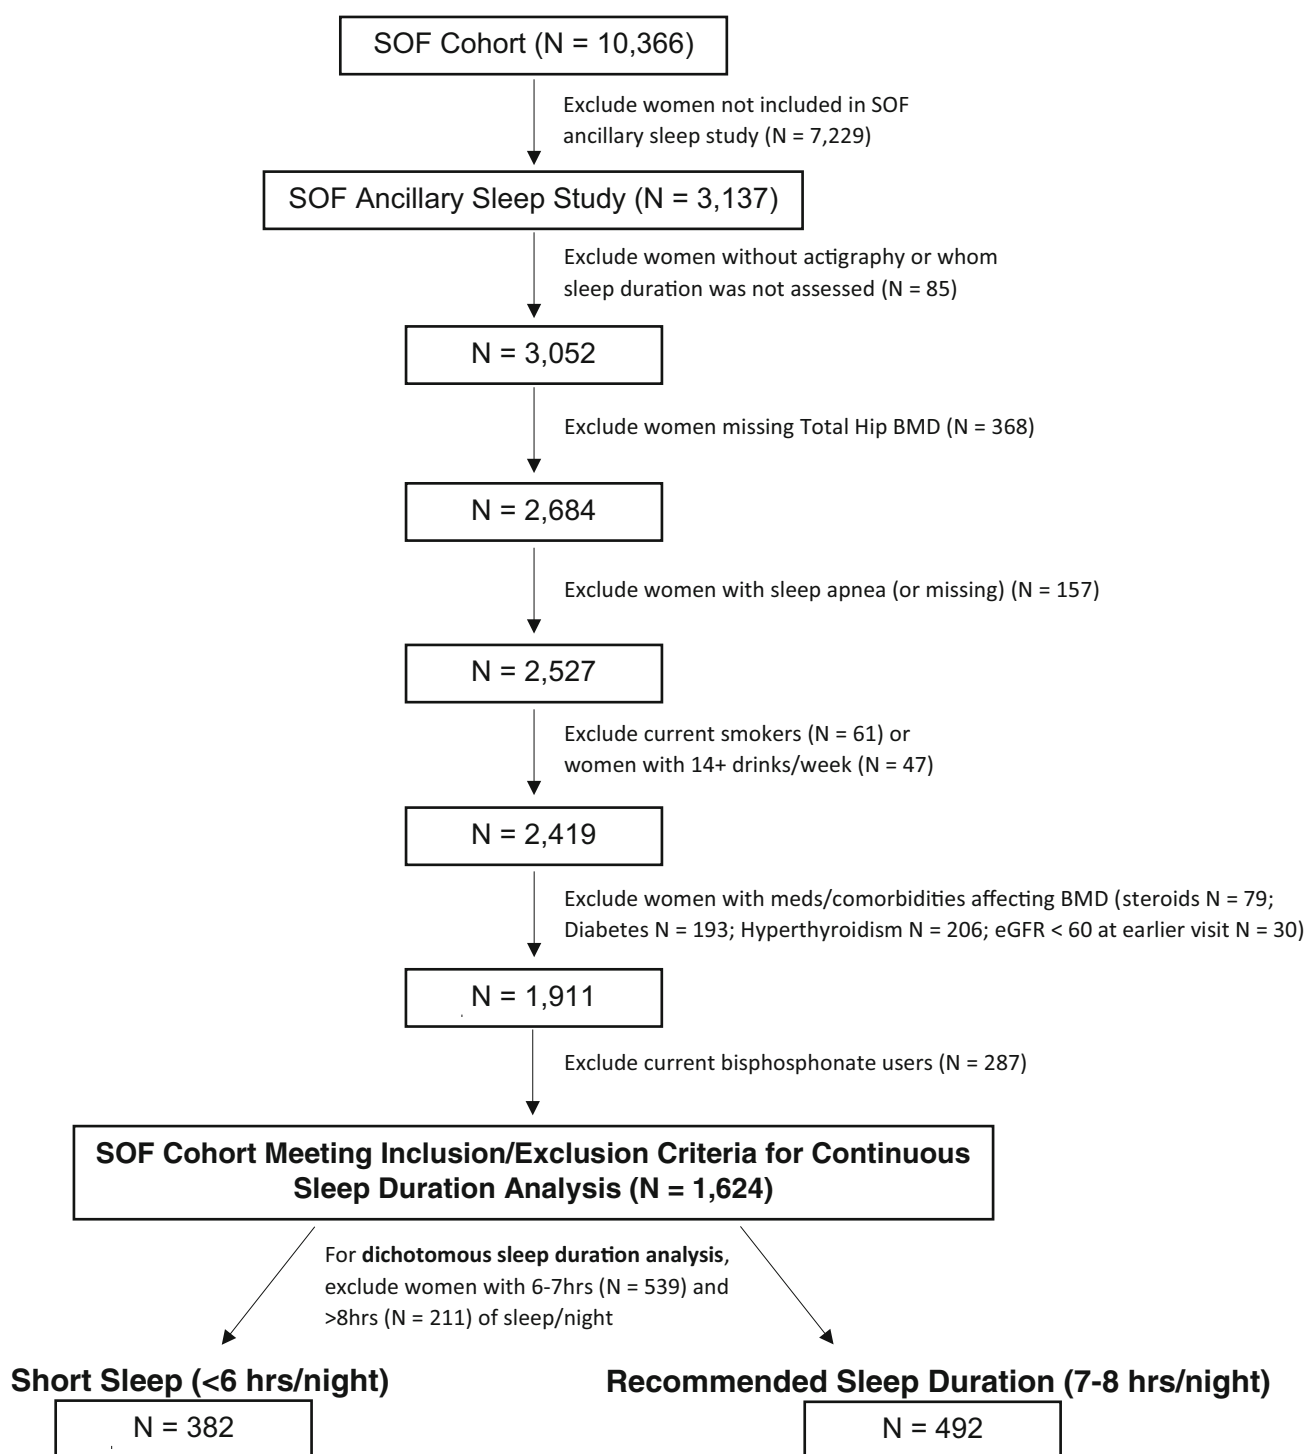 SOF Cohort (N = 10,366)
Exclude women not included in SOF
ancillary sleep study (N = 7,229)
SOF Ancillary Sleep Study (N = 3,137)
Exclude women without actigraphy or whom
sleep duration was not assessed (N = 85)
N = 3,052
Exclude women missing Total Hip BMD (N = 368)
N = 2,684
Exclude women with sleep apnea (or missing) (N = 157)
N = 2,527
Exclude current smokers (N = 61) or
women with 14+ drinks/week (N = 47)
N = 2,419
Exclude women with meds/comorbidities affecting BMD (steroids N = 79;
Diabetes N = 193; Hyperthyroidism N = 206; eGFR < 60 at earlier visit N = 30)
N = 1,911
Exclude current bisphosphonate users (N = 287)
SOF Cohort Meeting Inclusion/Exclusion Criteria for Continuous
Sleep Duration Analysis (N = 1,624)
For dichotomous sleep duration analysis,
exclude women with 6-7hrs (N = 539) and
>8hrs (N = 211) of sleep/night
Short Sleep (<6 hrs/night)
N = 382
Recommended Sleep Duration (7-8 hrs/night)
N = 492